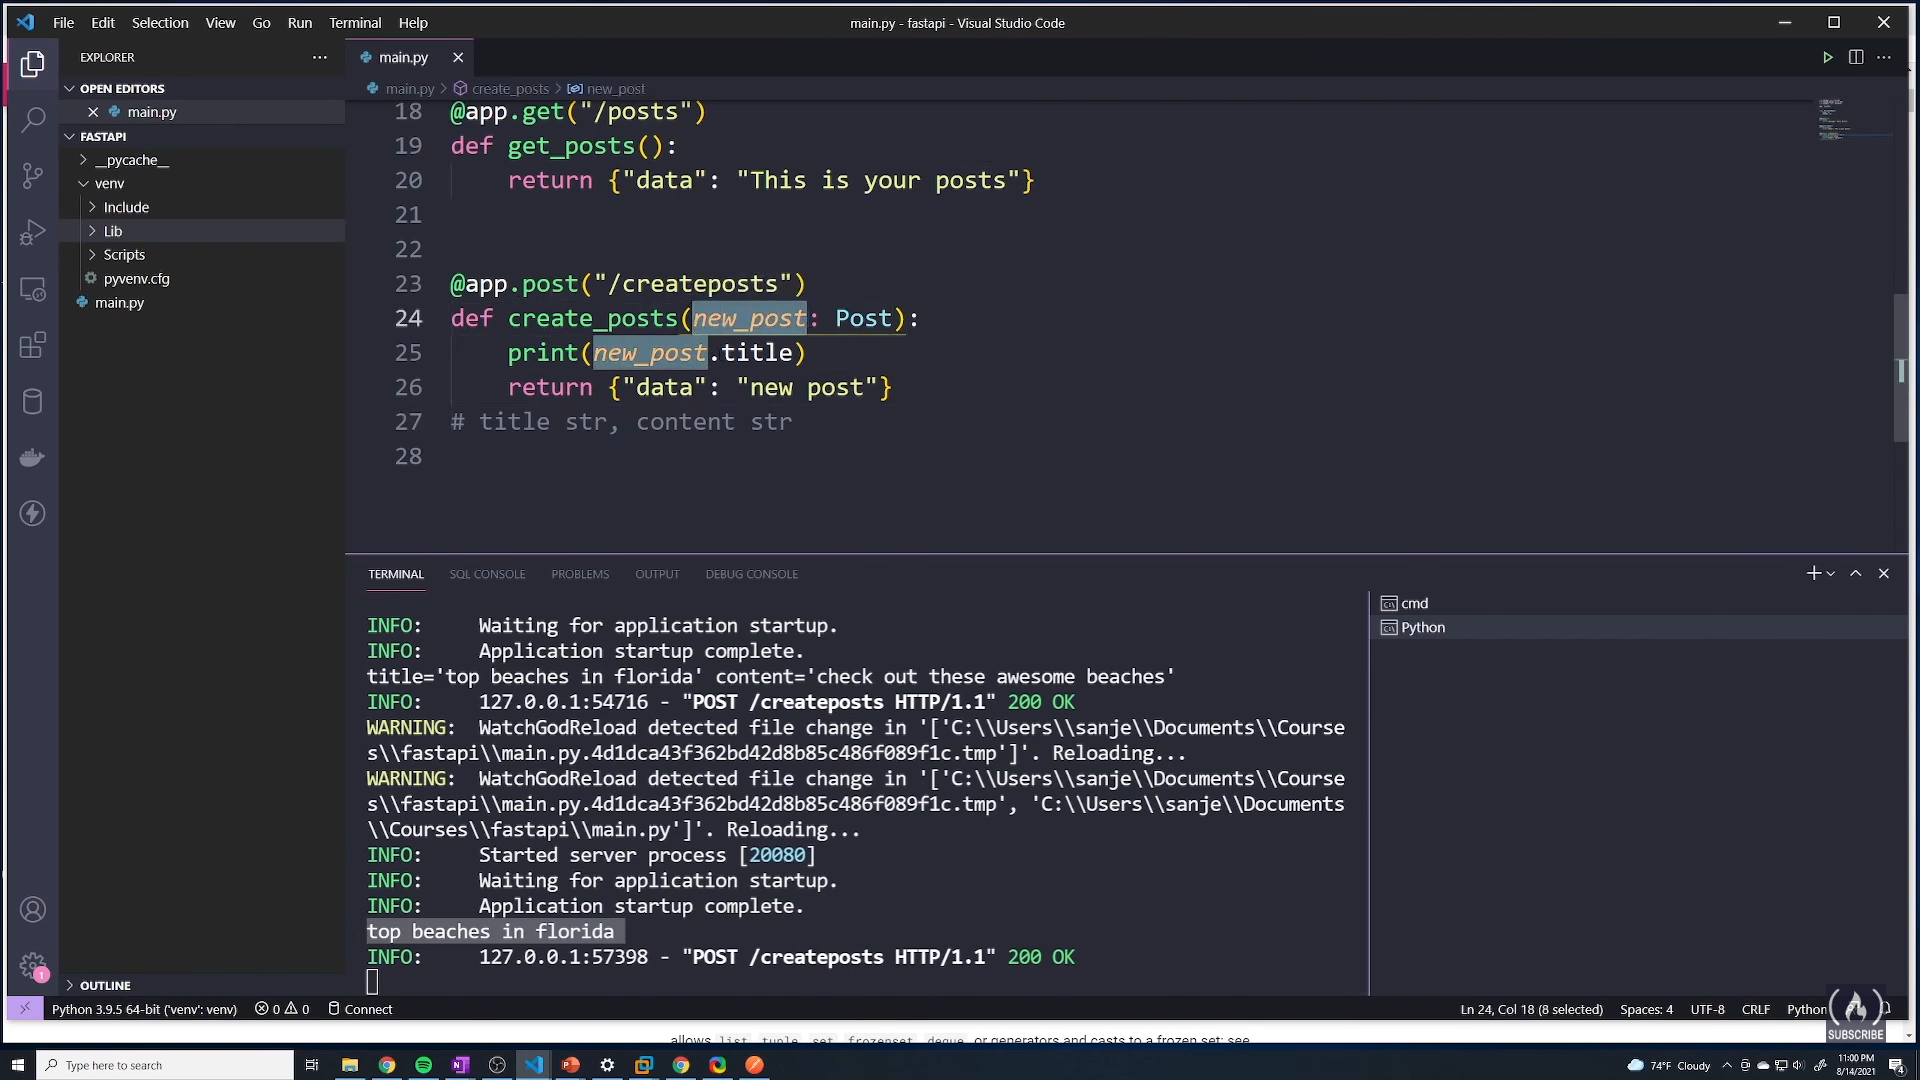 File Edit Selection View Go Run Terminal Help
main.py - fastapi - Visual Studio Code
EXPLORER
OPEN EDITORS
main.py
FASTAPI
__pycache__
venv
Include
Lib
Scripts
pyvenv.cfg
main.py
OUTLINE
main.py
main.py > create_posts > new_post
18 @app.get("/posts")
19 def get_posts():
20 return {"data": "This is your posts"}
21
22
23 @app.post("/createposts")
24 def create_posts(new_post: Post):
25 print(new_post.title)
26 return {"data": "new post"}
27 # title str, content str
28
TERMINAL SQL CONSOLE PROBLEMS OUTPUT DEBUG CONSOLE
INFO: Waiting for application startup.
INFO: Application startup complete.
title='top beaches in florida' content='check out these awesome beaches'
INFO: 127.0.0.1:54716 - "POST /createposts HTTP/1.1" 200 OK
WARNING: WatchGodReload detected file change in '['C:\\Users\\sanje\\Documents\\Course
s\\fastapi\\main.py.4d1dca43f362bd42d8b85c486f089f1c.tmp']'. Reloading...
WARNING: WatchGodReload detected file change in '['C:\\Users\\sanje\\Documents\\Course
s\\fastapi\\main.py.4d1dca43f362bd42d8b85c486f089f1c.tmp', 'C:\\Users\\sanje\\Documents
\\Courses\\fastapi\\main.py']'. Reloading...
INFO: Started server process [20080]
INFO: Waiting for application startup.
INFO: Application startup complete.
top beaches in florida
INFO: 127.0.0.1:57398 - "POST /createposts HTTP/1.1" 200 OK
cmd
Python
1
Python 3.9.5 64-bit ('venv': venv) 0 0 Connect
Ln 24, Col 18 (8 selected) Spaces: 4 UTF-8 CRLF Python
SUBSCRIBE
allows list, tuple, set, frozenset, deque, or generators and casts to a frozen set; see
Type here to search
74°F Cloudy
11:00 PM
8/14/2021
4